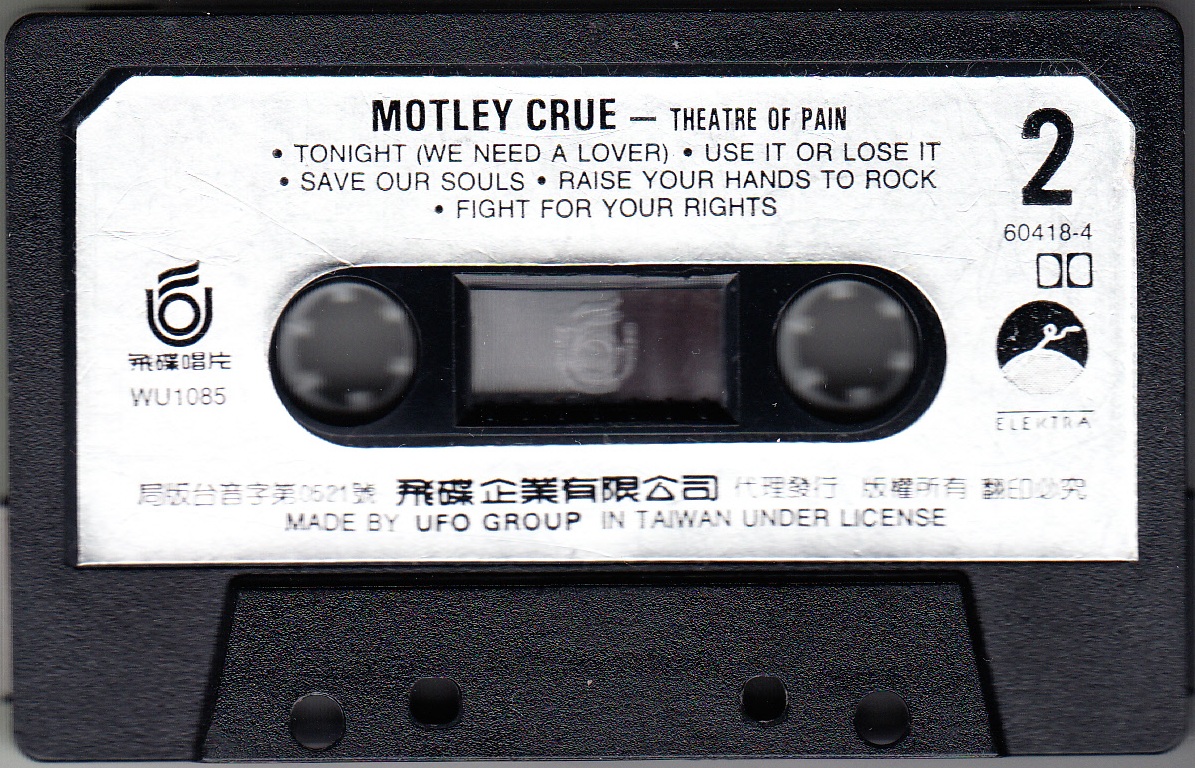 MOTLEY CRUE — THEATRE OF PAIN
• TONIGHT (WE NEED A LOVER) • USE IT OR LOSE IT
• SAVE OUR SOULS • RAISE YOUR HANDS TO ROCK
• FIGHT FOR YOUR RIGHTS
2
60418-4
飛碟唱片
WU1085
ELEKTRA
局版台音字第0521號 飛碟企業有限公司 代理發行 版權所有 翻印必究
MADE BY UFO GROUP IN TAIWAN UNDER LICENSE